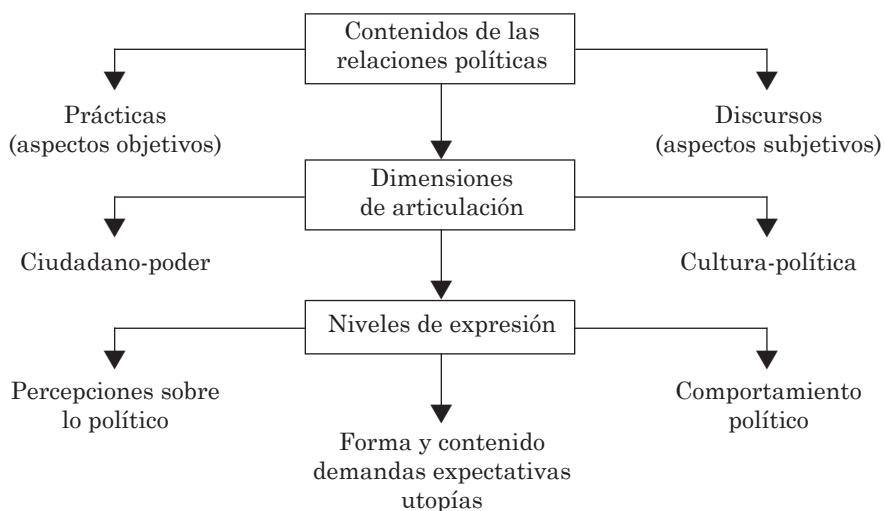 Contenidos de las
relaciones políticas
Prácticas
(aspectos objetivos)
Discursos
(aspectos subjetivos)
Dimensiones
de articulación
Ciudadano-poder
Cultura-política
Niveles de expresión
Percepciones sobre
lo político
Comportamiento
político
Forma y contenido
demandas expectativas
utopías